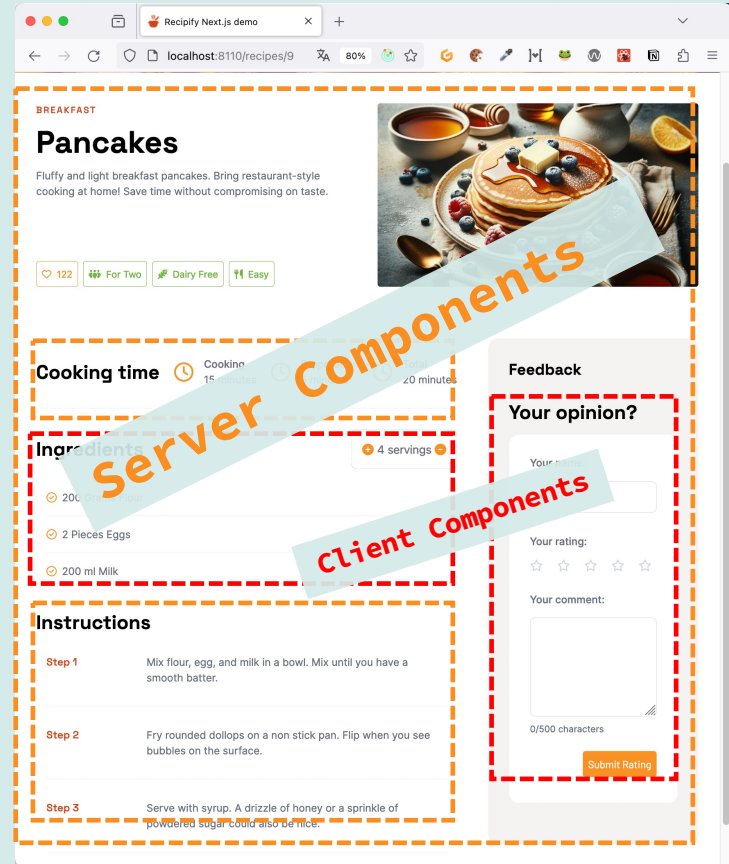 Recipify Next.js demo
localhost:8110/recipes/9
80%
BREAKFAST
Pancakes
Fluffy and light breakfast pancakes. Bring restaurant-style
cooking at home! Save time without compromising on taste.
122
For Two
Dairy Free
Easy
Server Components
Cooking time
Cooking
15 minutes
20 minutes
Ingredients
4 servings
200
2 Pieces Eggs
200 ml Milk
Client Components
Instructions
Step 1
Mix flour, egg, and milk in a bowl. Mix until you have a
smooth batter.
Step 2
Fry rounded dollops on a non stick pan. Flip when you see
bubbles on the surface.
Step 3
Serve with syrup. A drizzle of honey or a sprinkle of
powdered sugar could also be nice.
Feedback
Your opinion?
Your name
Your rating:
Your comment:
0/500 characters
Submit Rating